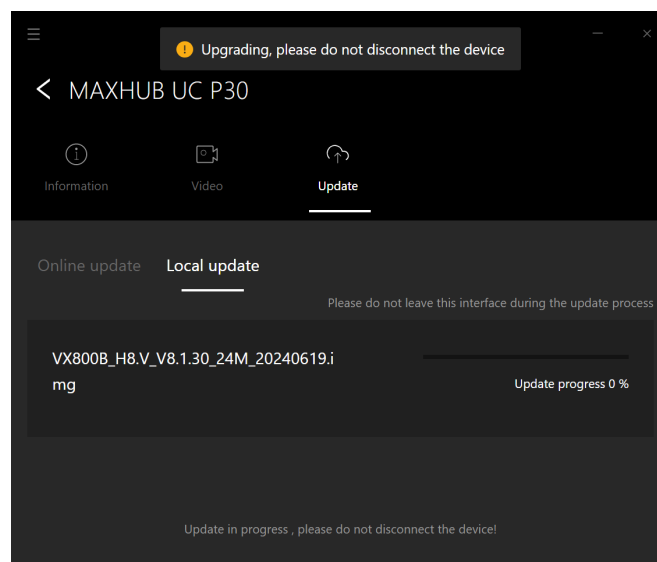 Upgrading, please do not disconnect the device
MAXHUB UC P30
Information
Video
Update
Online update
Local update
Please do not leave this interface during the update process
VX800B_H8.V_V8.1.30_24M_20240619.i
mg
Update progress 0 %
Update in progress , please do not disconnect the device!